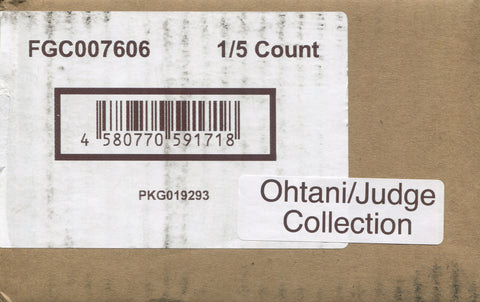 FGC007606 1/5 Count
4 580770 591718
PKG019293
Ohtani/Judge
Collection